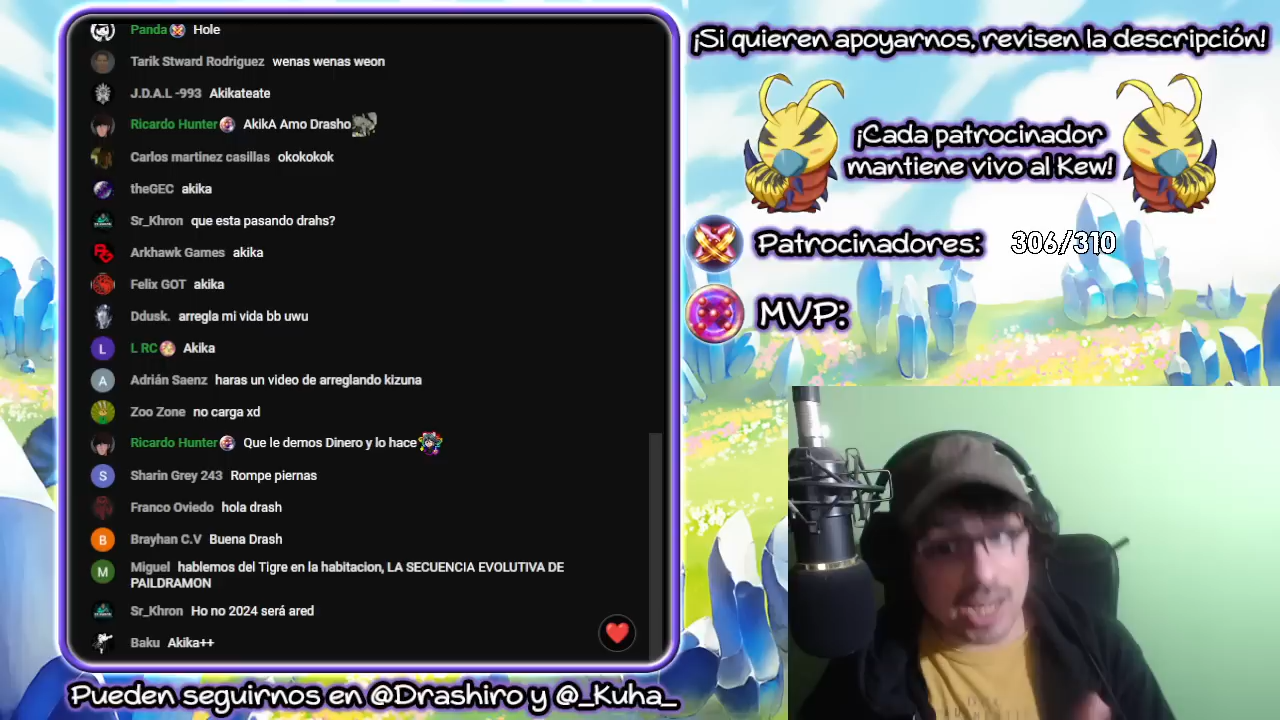 Panda Hole
Tarik Stward Rodriguez wenas wenas weon
J.D.A.L -993 Akikateate
Ricardo Hunter AkikA Amo Drasho
Carlos martinez casillas okokokok
theGEC akika
Sr_Khron que esta pasando drahs?
Arkhawk Games akika
Felix GOT akika
Ddusk. arregla mi vida bb uwu
L
L RC Akika
A
Adrián Saenz haras un video de arreglando kizuna
Zoo Zone no carga xd
Ricardo Hunter Que le demos Dinero y lo hace
S
Sharin Grey 243 Rompe piernas
Franco Oviedo hola drash
B
Brayhan C.V Buena Drash
M
Miguel hablemos del Tigre en la habitacion, LA SECUENCIA EVOLUTIVA DE
PAILDRAMON
Sr_Khron Ho no 2024 será ared
Baku Akika++
Pueden seguirnos en @Drashiro y @_Kuha_
¡Si quieren apoyarnos, revisen la descripción!
¡Cada patrocinador
mantiene vivo al Kew!
Patrocinadores: 306/310
MVP: